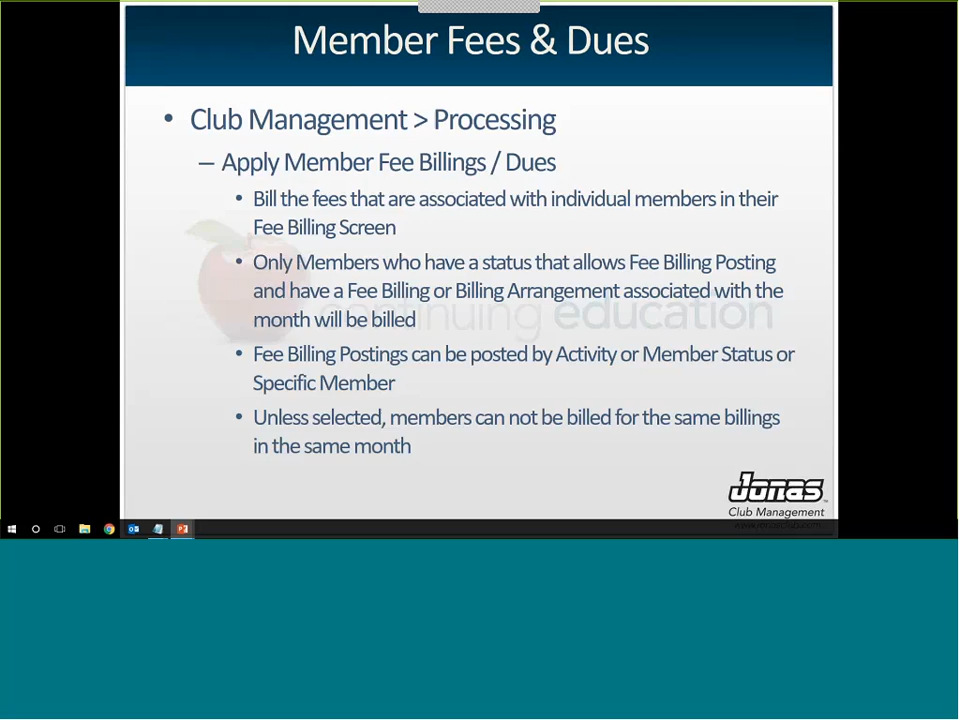 Member Fees & Dues
• Club Management > Processing
– Apply Member Fee Billings / Dues
• Bill the fees that are associated with individual members in their
Fee Billing Screen
• Only Members who have a status that allows Fee Billing Posting
and have a Fee Billing or Billing Arrangement associated with the
month will be billed
continuing education
• Fee Billing Postings can be posted by Activity or Member Status or
Specific Member
• Unless selected, members can not be billed for the same billings
in the same month
Jonas
Club Management